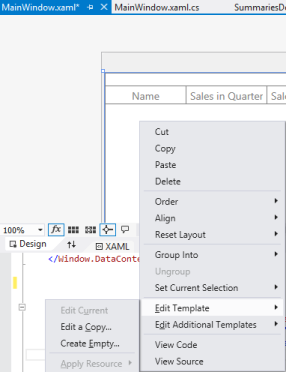 MainWindow.xaml* MainWindow.xaml.cs SummariesDe
Name Sales in Quarter Sale
Cut
Copy
Paste
Delete
Order
Align
Reset Layout
Group Into
Ungroup
Set Current Selection
Edit Template
Edit Additional Templates
View Code
View Source
100% fx
Design XAML
</Window.DataConte
Edit Current
Edit a Copy...
Create Empty...
Apply Resource